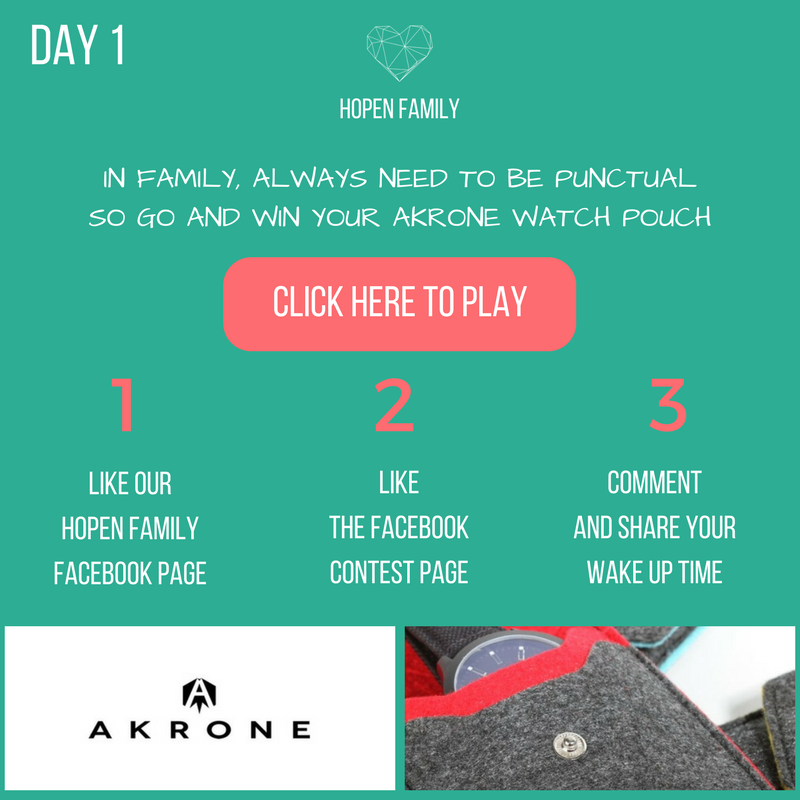 DAY 1
HOPEN FAMILY
IN FAMILY, ALWAYS NEED TO BE PUNCTUAL
SO GO AND WIN YOUR AKRONE WATCH POUCH
CLICK HERE TO PLAY
1
LIKE OUR
HOPEN FAMILY
FACEBOOK PAGE
2
LIKE
THE FACEBOOK
CONTEST PAGE
3
COMMENT
AND SHARE YOUR
WAKE UP TIME
AKRONE